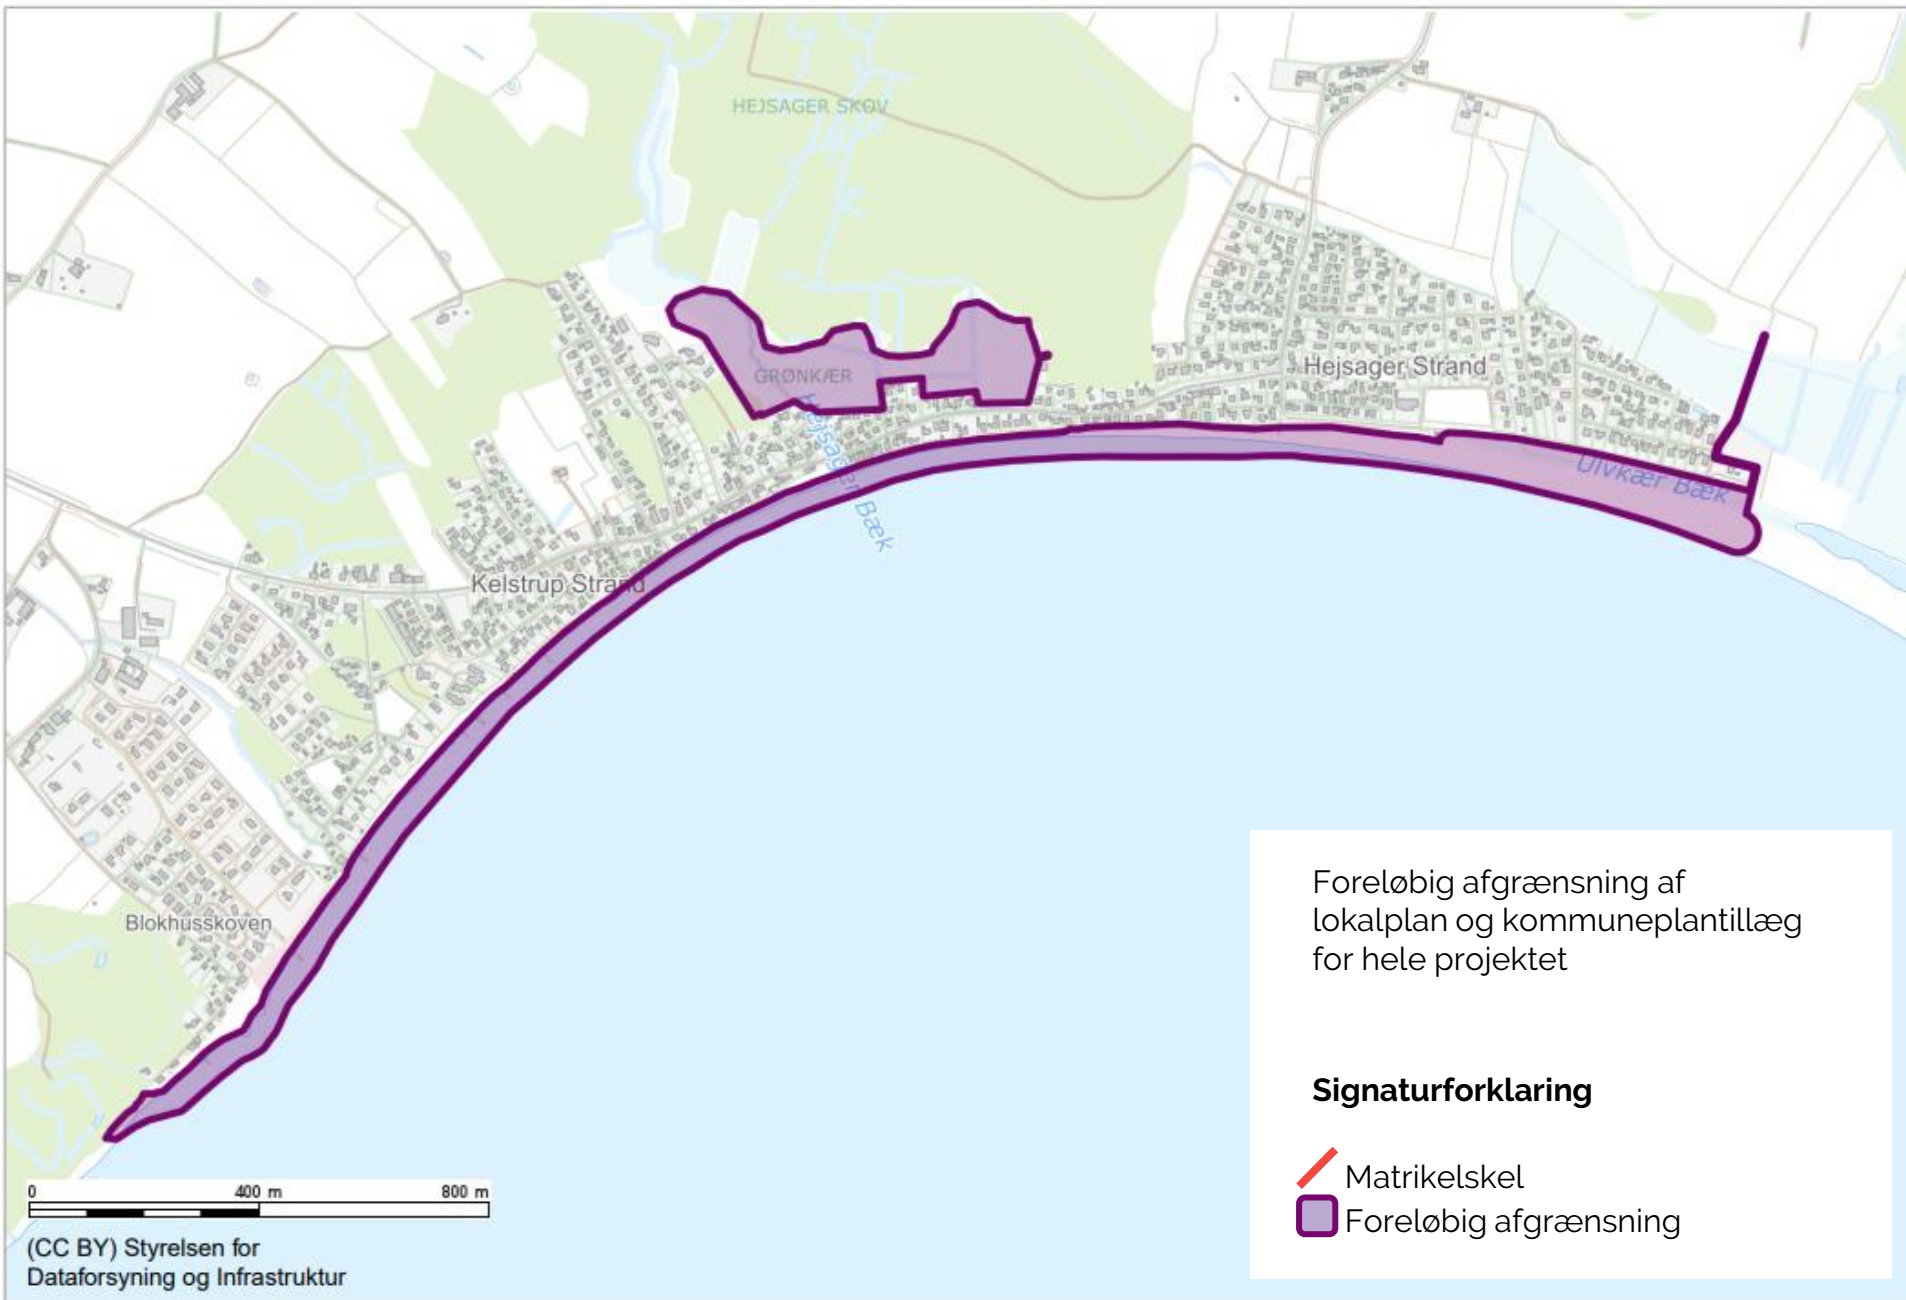 HEJSAGER SKOV
Hejsager Strand
GRØNKÆR
Hejsager Bæk
Ulvkær Bæk
Kelstrup Strand
Blokhusskoven
Foreløbig afgrænsning af
lokalplan og kommuneplantillæg
for hele projektet
Signaturforklaring
Matrikelskel
Foreløbig afgrænsning
0 400 m 800 m
(CC BY) Styrelsen for
Dataforsyning og Infrastruktur